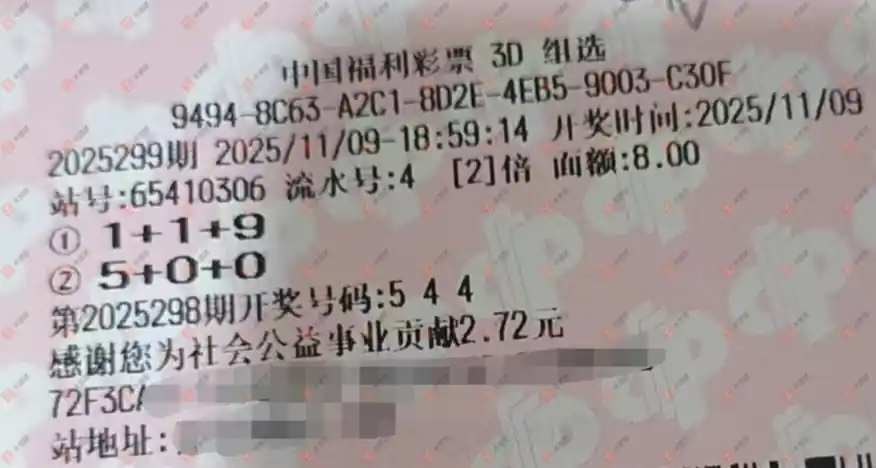 中国福利彩票 3D 组选
9494-8C63-A2C1-8D2E-4EB5-9003-C30F
2025299期 2025/11/09-18:59:14 开奖时间:2025/11/09
站号:65410306 流水号:4 [2]倍 面额:8.00
① 1+1+9
② 5+0+0
第2025298期开奖号码:5 4 4
感谢您为社会公益事业贡献2.72元
72F3C/
站地址: